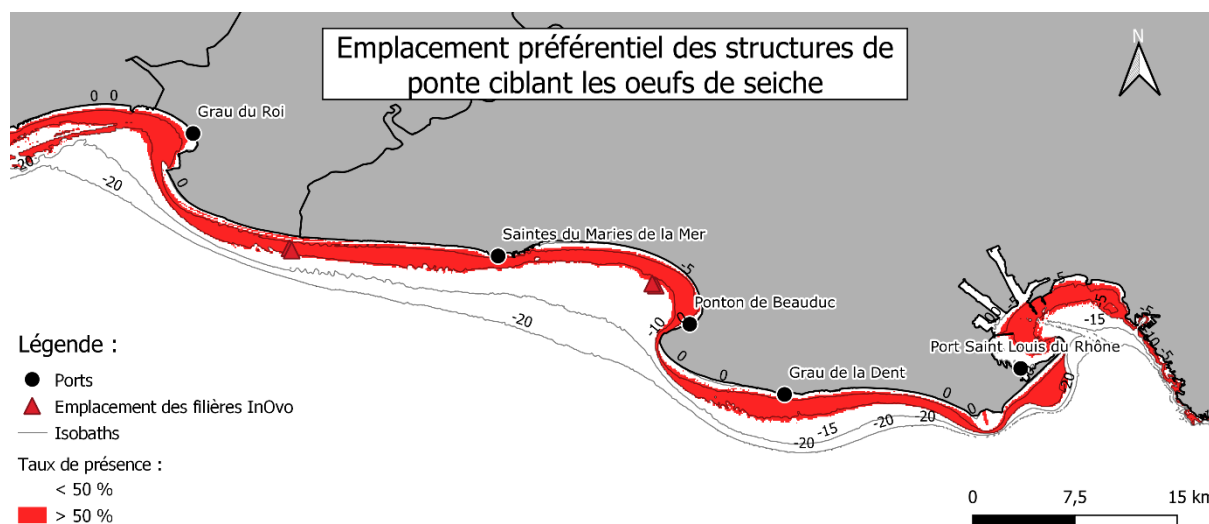 Emplacement préférentiel des structures de
ponte ciblant les oeufs de seiche
N
0 0
Grau du Roi
-20
0
-20
Saintes du Maries de la Mer
-5
-20
Ponton de Beauduc
0
-10
0
0
Grau de la Dent
0
0
-15
-20
-20
-20
Port Saint Louis du Rhône
-5
-15
-20
-5
-10
Légende :
Ports
Emplacement des filières InOvo
Isobaths
Taux de présence :
< 50 %
> 50 %
0 7,5 15 km